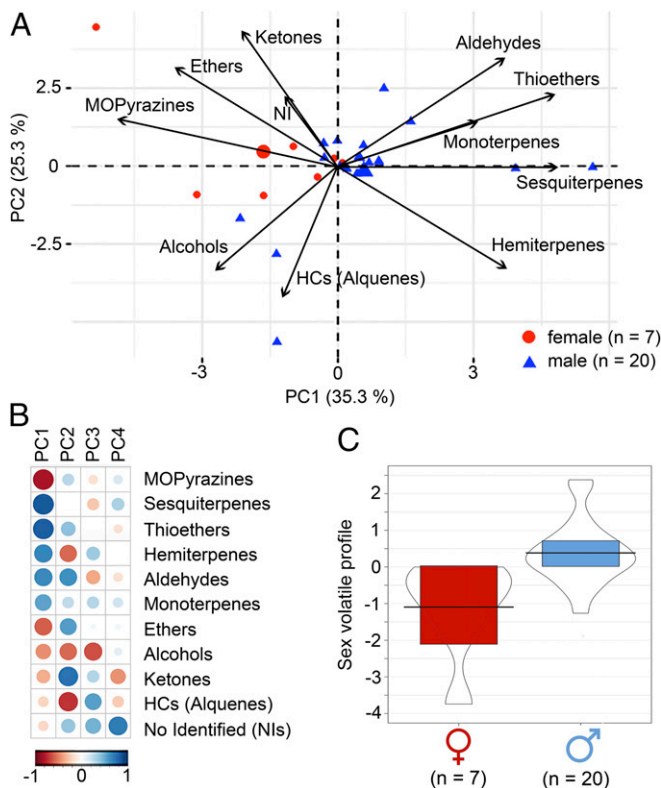 A
Ketones
Aldehydes
Ethers
Thioethers
MOPyrazines
NI
Monoterpenes
Sesquiterpenes
Alcohols
Hemiterpenes
HCs (Alquenes)
PC2 (25.3 %)
2.5
0
-2.5
female (n = 7)
male (n = 20)
-3
0
3
PC1 (35.3 %)
B
PC1
PC2
PC3
PC4
MOPyrazines
Sesquiterpenes
Thioethers
Hemiterpenes
Aldehydes
Monoterpenes
Ethers
Alcohols
Ketones
HCs (Alquenes)
No Identified (NIs)
-1 0 1
C
Sex volatile profile
2
1
0
-1
-2
-3
-4
♀ ♂
(n = 7) (n = 20)